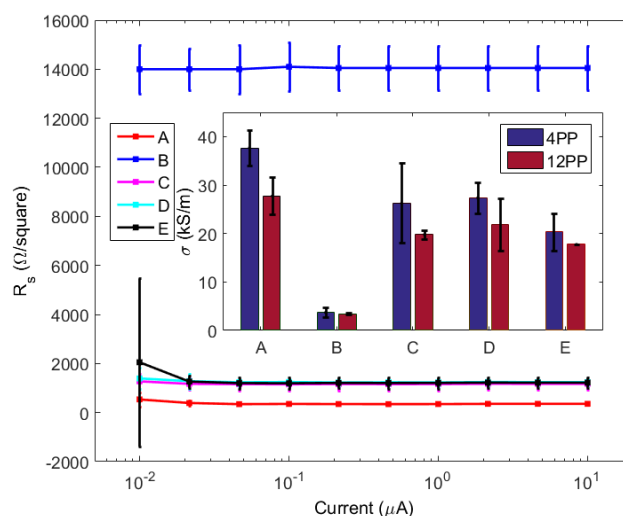 16000
14000
12000
10000
8000
6000
4000
2000
0
-2000
R_s (Ω/square)
10^-2
10^-1
10^0
10^1
Current (μA)
A
B
C
D
E
40
30
20
10
0
σ (kS/m)
A B C D E
4PP
12PP